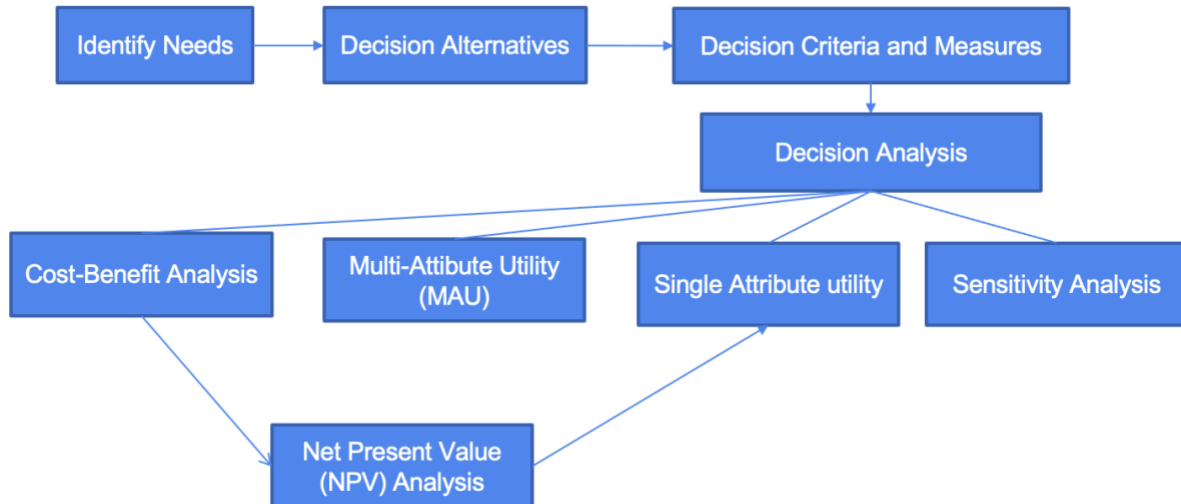 Identify Needs
Decision Alternatives
Decision Criteria and Measures
Decision Analysis
Cost-Benefit Analysis
Multi-Attibute Utility
(MAU)
Single Attribute utility
Sensitivity Analysis
Net Present Value
(NPV) Analysis